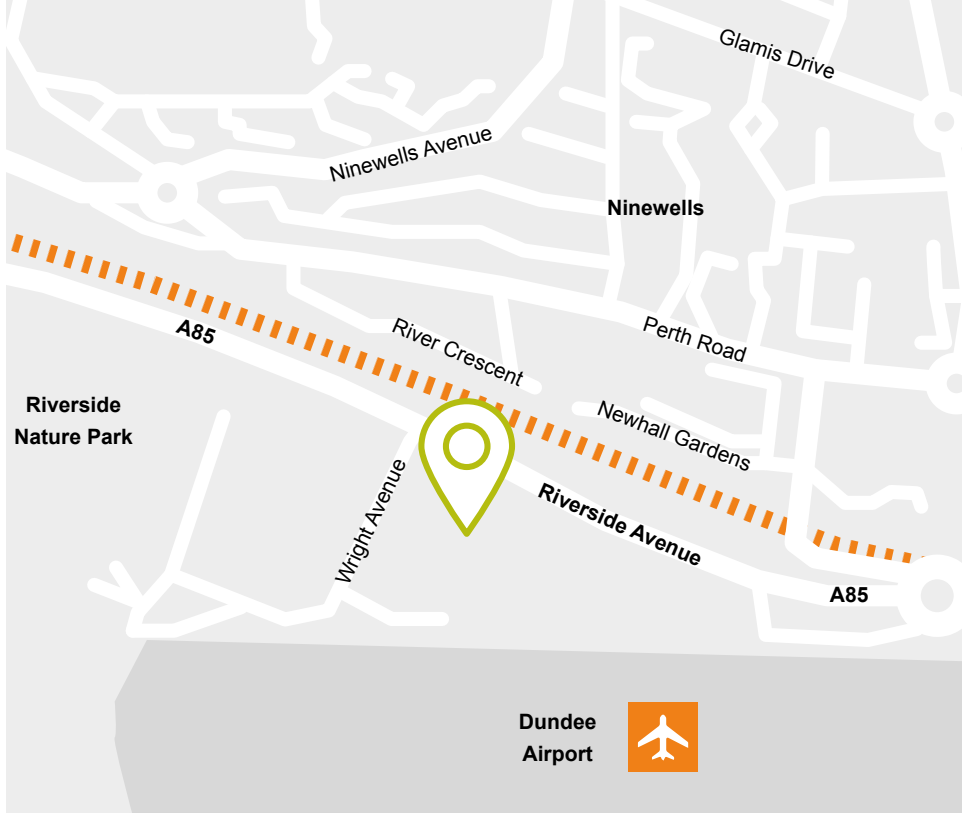 Glamis Drive
Ninewells Avenue
Ninewells
A85
Perth Road
River Crescent
Riverside
Nature Park
Newhall Gardens
Wright Avenue
Riverside Avenue
A85
Dundee
Airport